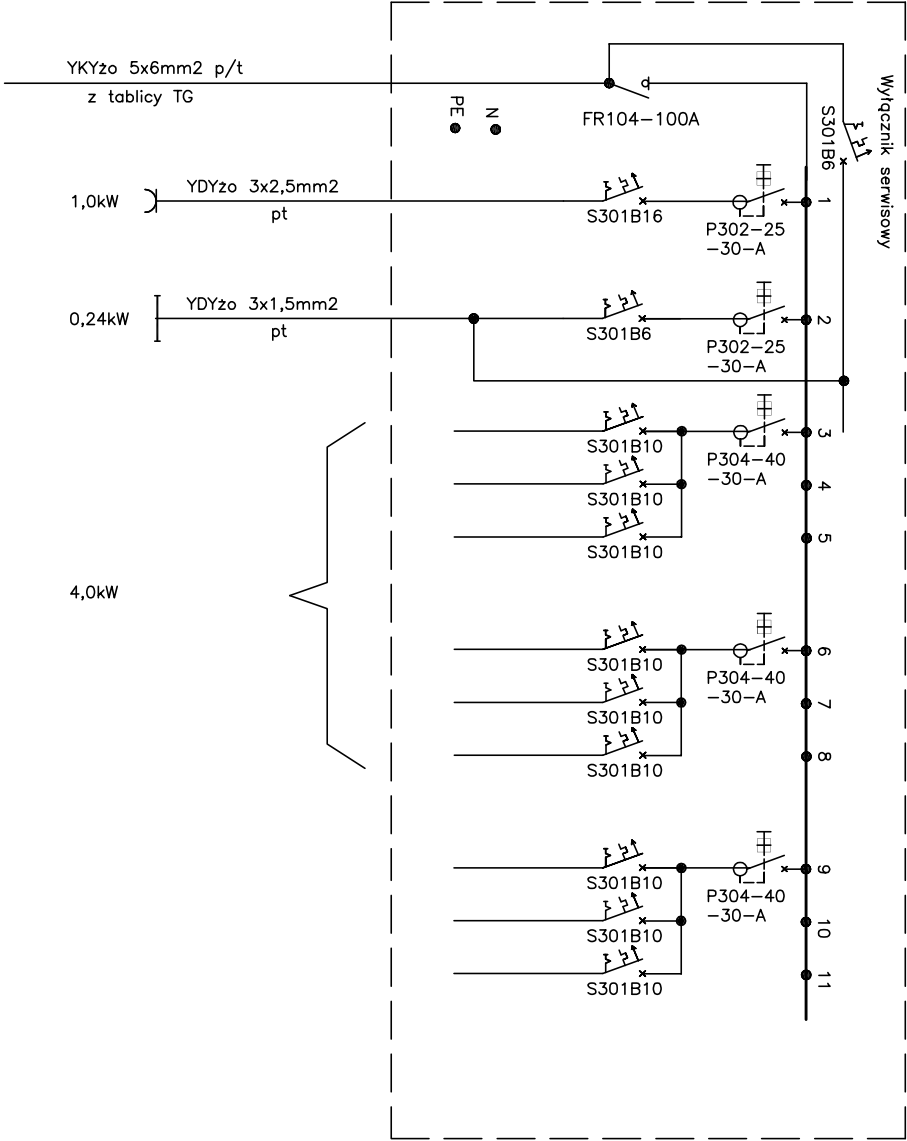 YKYżo 5x6mm2 p/t
z tablicy TG
PE
N
FR104-100A
S301B6
Wyłącznik serwisowy
1,0kW
YDYżo 3x2,5mm2
pt
S301B16
P302-25
-30-A
1
0,24kW
YDYżo 3x1,5mm2
pt
S301B6
P302-25
-30-A
2
S301B10
P304-40
-30-A
3
S301B10
4
S301B10
5
4,0kW
S301B10
P304-40
-30-A
6
S301B10
7
S301B10
8
S301B10
P304-40
-30-A
9
S301B10
10
S301B10
11